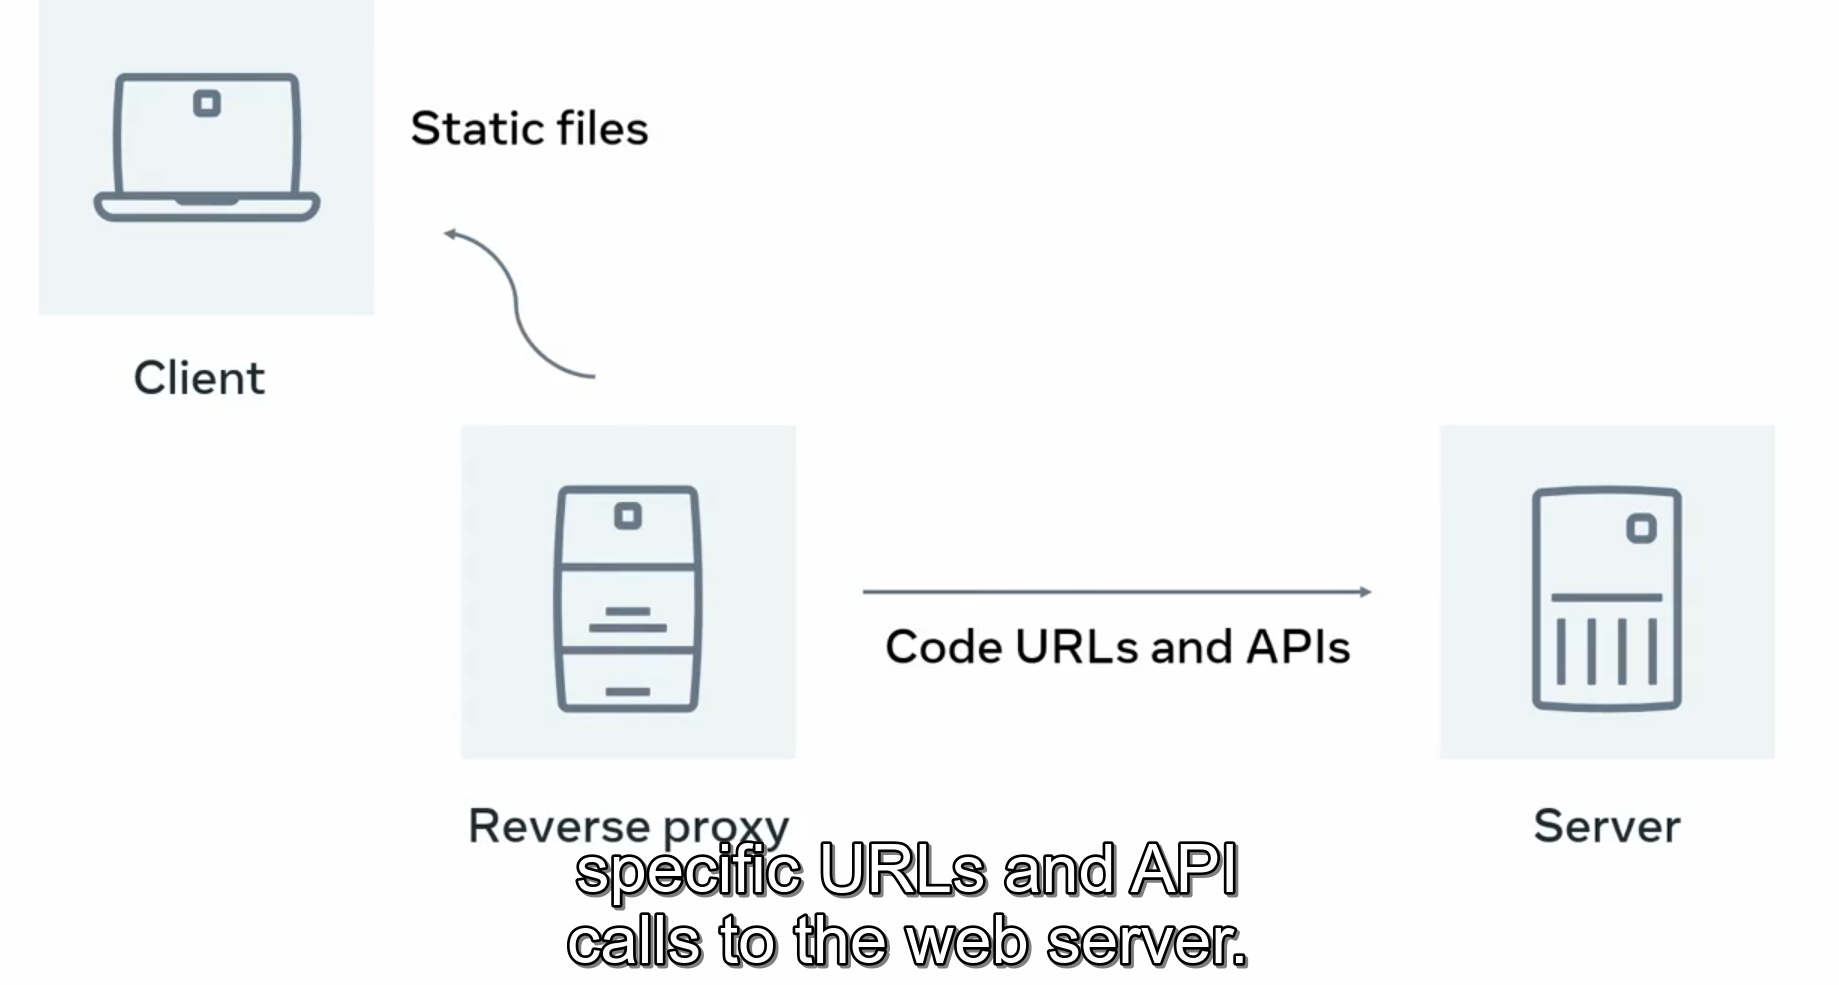 Static files
Client
Code URLs and APIs
Reverse proxy
Server
specific URLs and API
calls to the web server.